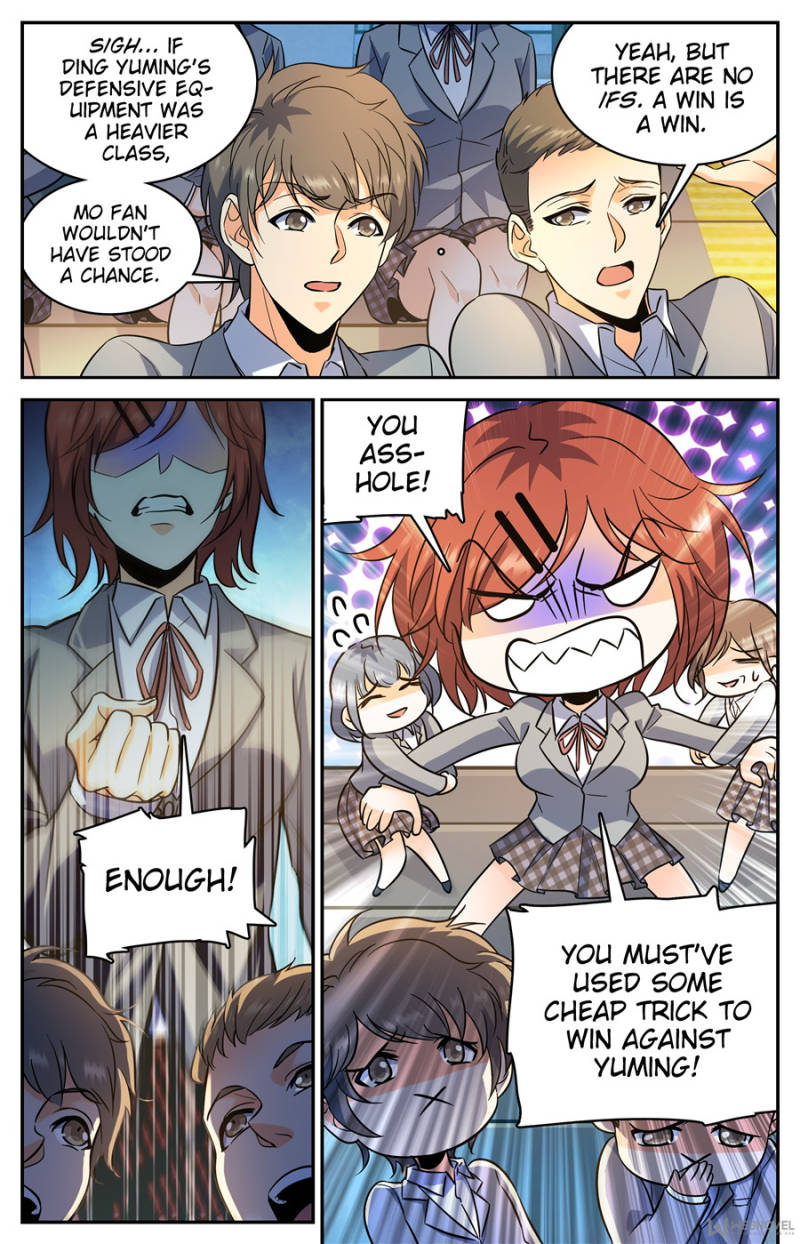 SIGH... IF
DING YUMING'S
DEFENSIVE EQ-
UIPMENT WAS
A HEAVIER
CLASS,
MO FAN
WOULDN'T
HAVE STOOD
A CHANCE.
YEAH, BUT
THERE ARE NO
IFS. A WIN IS
A WIN.
ENOUGH!
YOU
ASS-
HOLE!
YOU MUST'VE
USED SOME
CHEAP TRICK TO
WIN AGAINST
YUMING!
WEBNOVEL